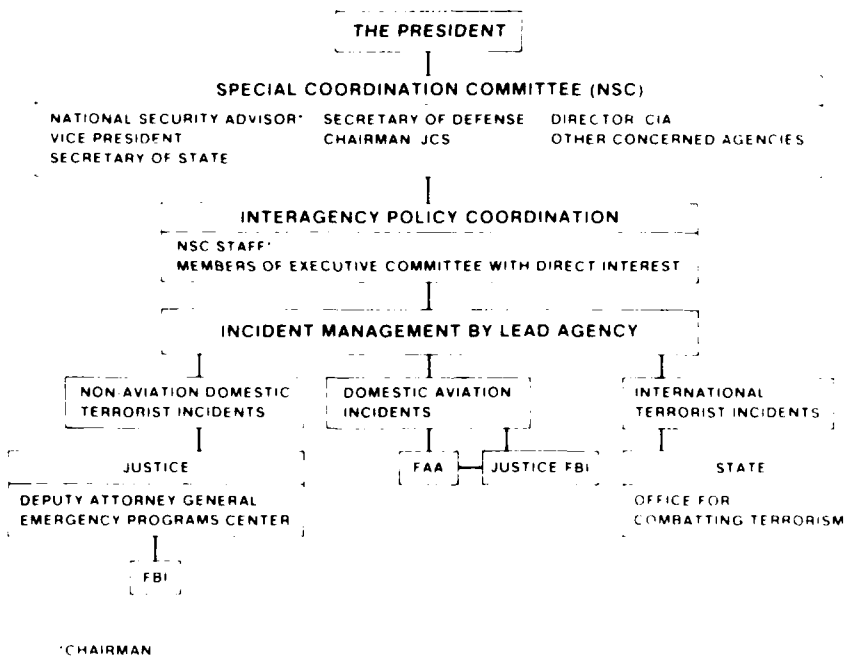 THE PRESIDENT
SPECIAL COORDINATION COMMITTEE (NSC)
NATIONAL SECURITY ADVISOR*
VICE PRESIDENT
SECRETARY OF STATE
SECRETARY OF DEFENSE
CHAIRMAN JCS
DIRECTOR CIA
OTHER CONCERNED AGENCIES
INTERAGENCY POLICY COORDINATION
NSC STAFF*
MEMBERS OF EXECUTIVE COMMITTEE WITH DIRECT INTEREST
INCIDENT MANAGEMENT BY LEAD AGENCY
NON-AVIATION DOMESTIC
TERRORIST INCIDENTS
DOMESTIC AVIATION
INCIDENTS
INTERNATIONAL
TERRORIST INCIDENTS
JUSTICE
DEPUTY ATTORNEY GENERAL
EMERGENCY PROGRAMS CENTER
FBI
FAA
JUSTICE FBI
STATE
OFFICE FOR
COMBATTING TERRORISM
*CHAIRMAN